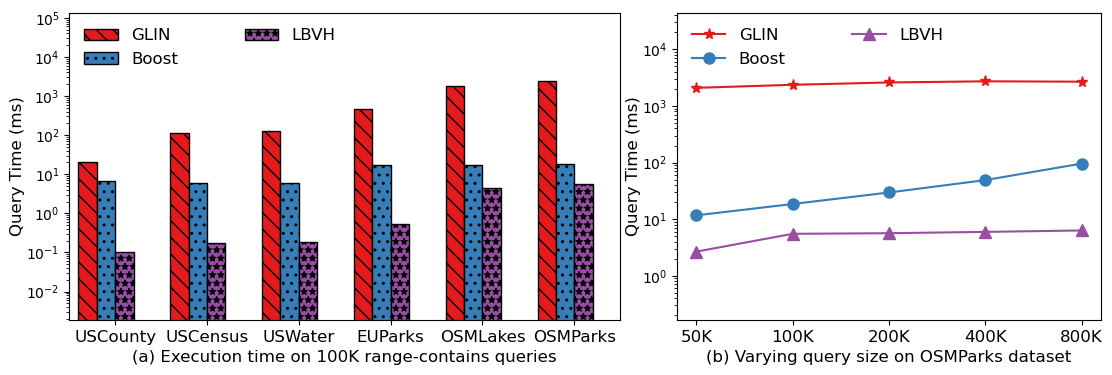 GLIN
Boost
LBVH
Query Time (ms)
10^5
10^4
10^3
10^2
10^1
10^0
10^-1
10^-2
USCounty USCensus USWater EUParks OSMLakes OSMParks
(a) Execution time on 100K range-contains queries
GLIN
Boost
LBVH
Query Time (ms)
10^4
10^3
10^2
10^1
10^0
50K 100K 200K 400K 800K
(b) Varying query size on OSMParks dataset